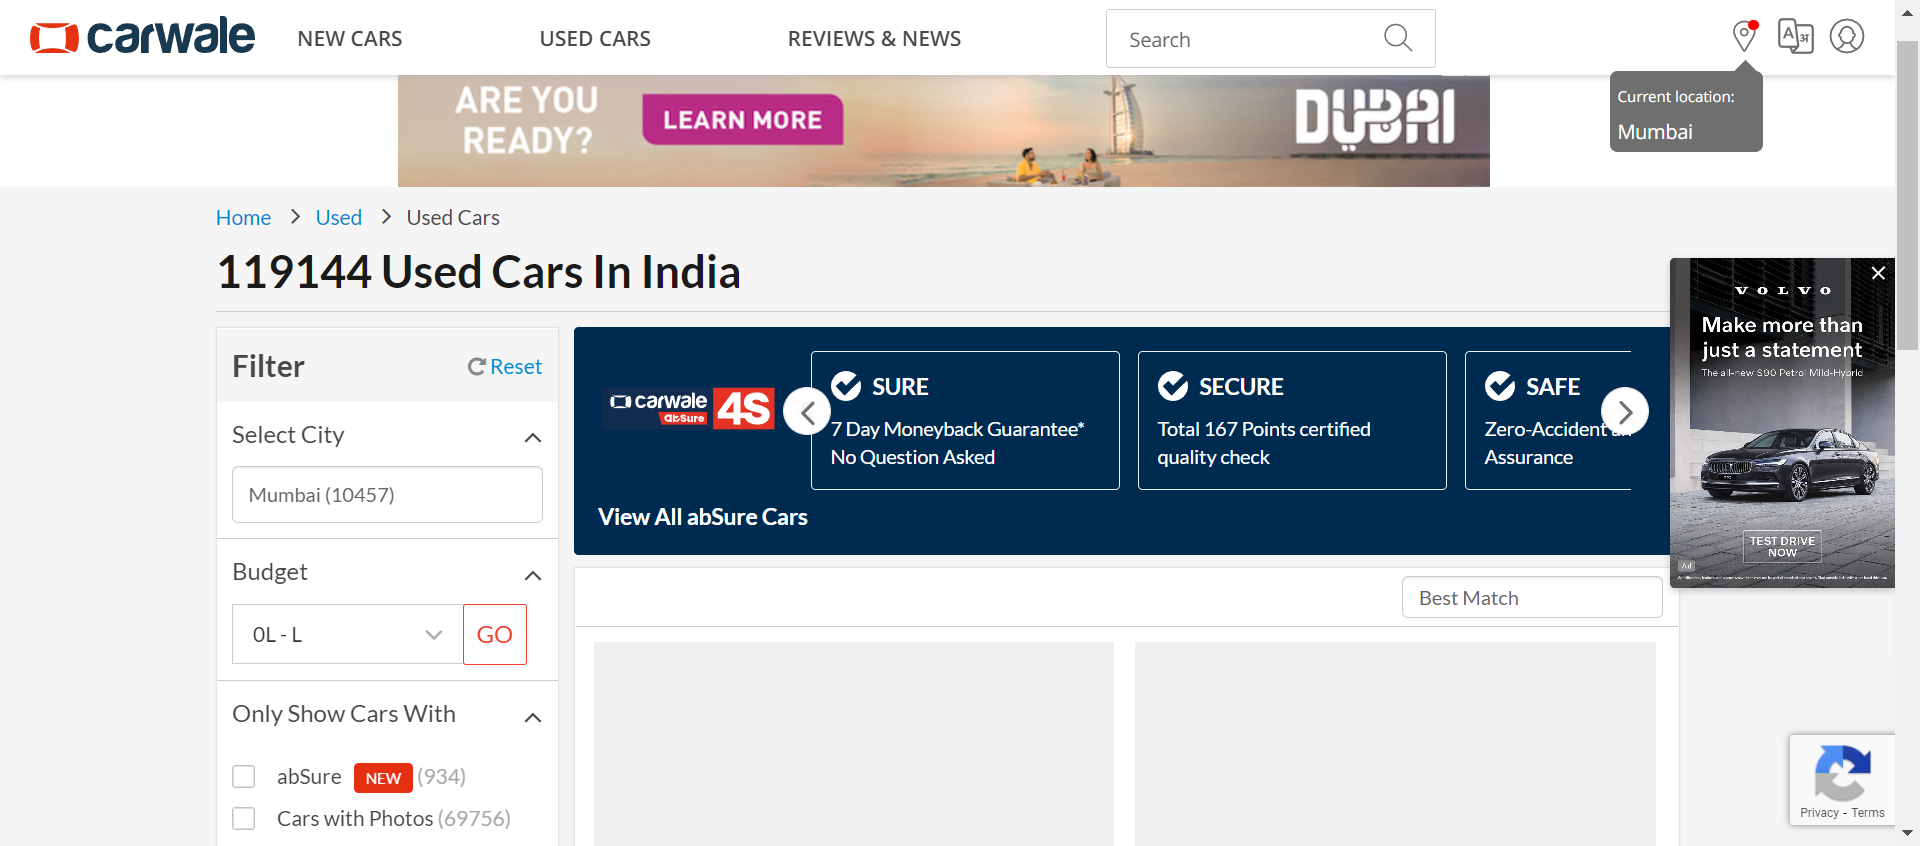 carwale
NEW CARS
USED CARS
REVIEWS & NEWS
Search
A अ
Current location:
Mumbai
ARE YOU
READY?
LEARN MORE
DUBAI
Home > Used > Used Cars
119144 Used Cars In India
Filter
Reset
Select City
Mumbai (10457)
Budget
0L - L
GO
Only Show Cars With
abSure NEW (934)
Cars with Photos (69756)
carwale
abSure
4S
SURE
7 Day Moneyback Guarantee*
No Question Asked
SECURE
Total 167 Points certified
quality check
SAFE
Zero-Accident
Assurance
View All abSure Cars
Best Match
VOLVO
Make more than
just a statement
The all-new S90 Petrol Mild-Hybrid
TEST DRIVE
NOW
Ad
Privacy - Terms